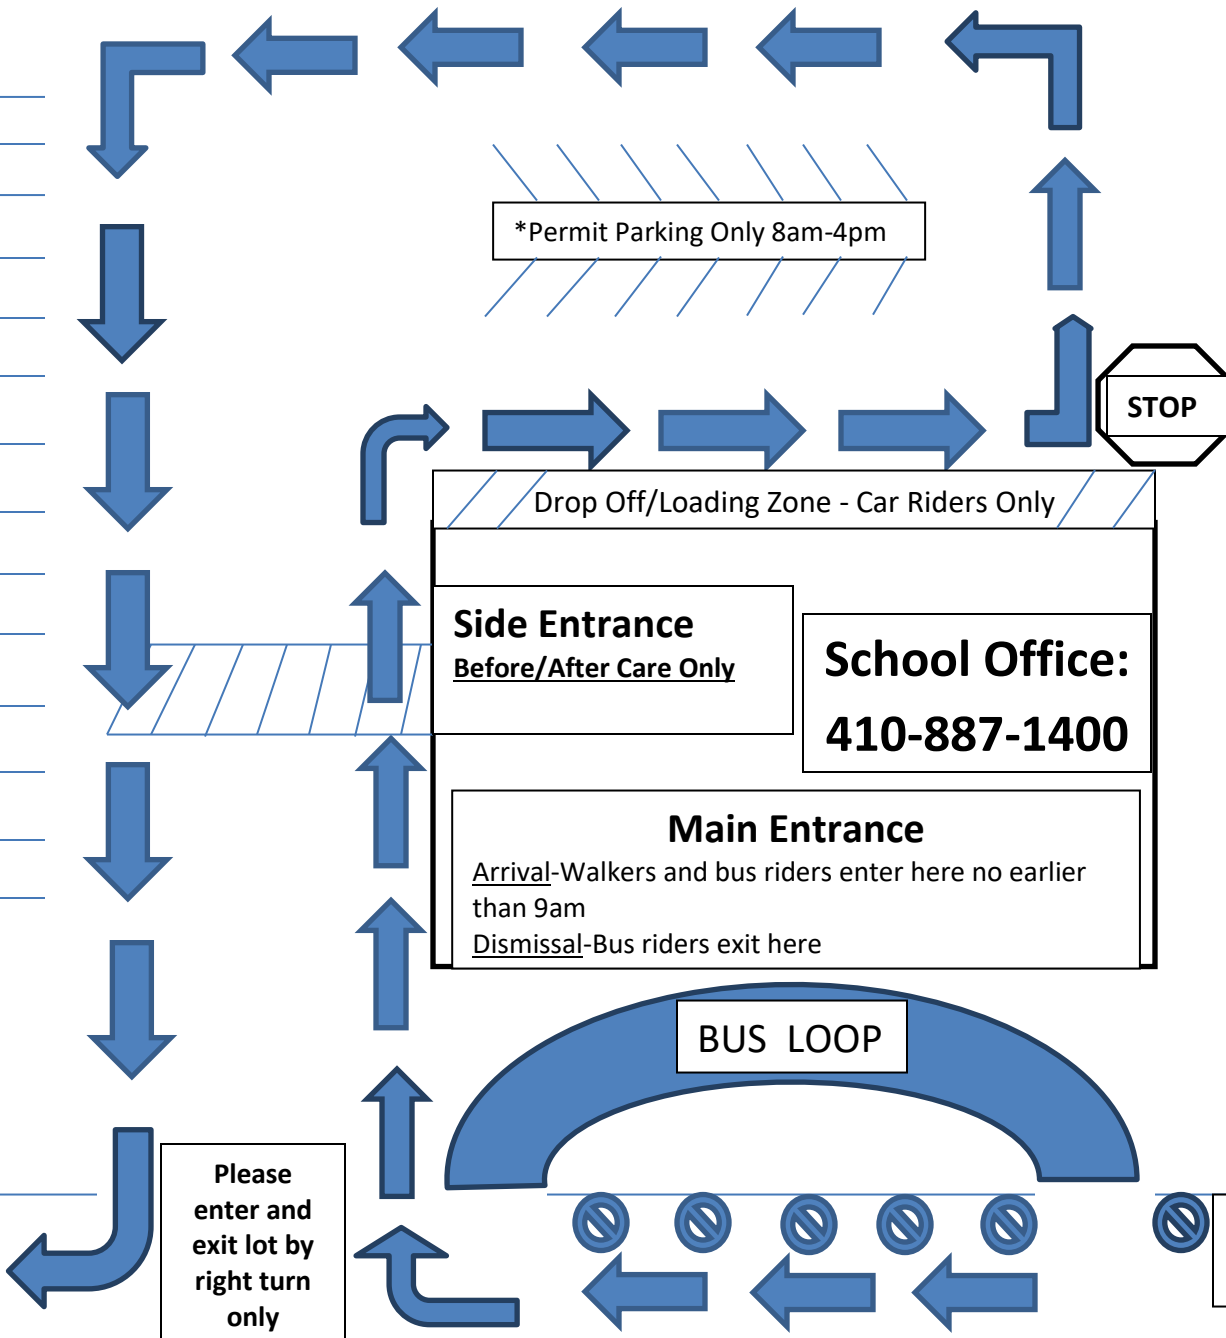 *Permit Parking Only 8am-4pm
STOP
Drop Off/Loading Zone - Car Riders Only
Side Entrance
Before/After Care Only
School Office:
410-887-1400
Main Entrance
Arrival-Walkers and bus riders enter here no earlier
than 9am
Dismissal-Bus riders exit here
BUS LOOP
Please
enter and
exit lot by
right turn
only